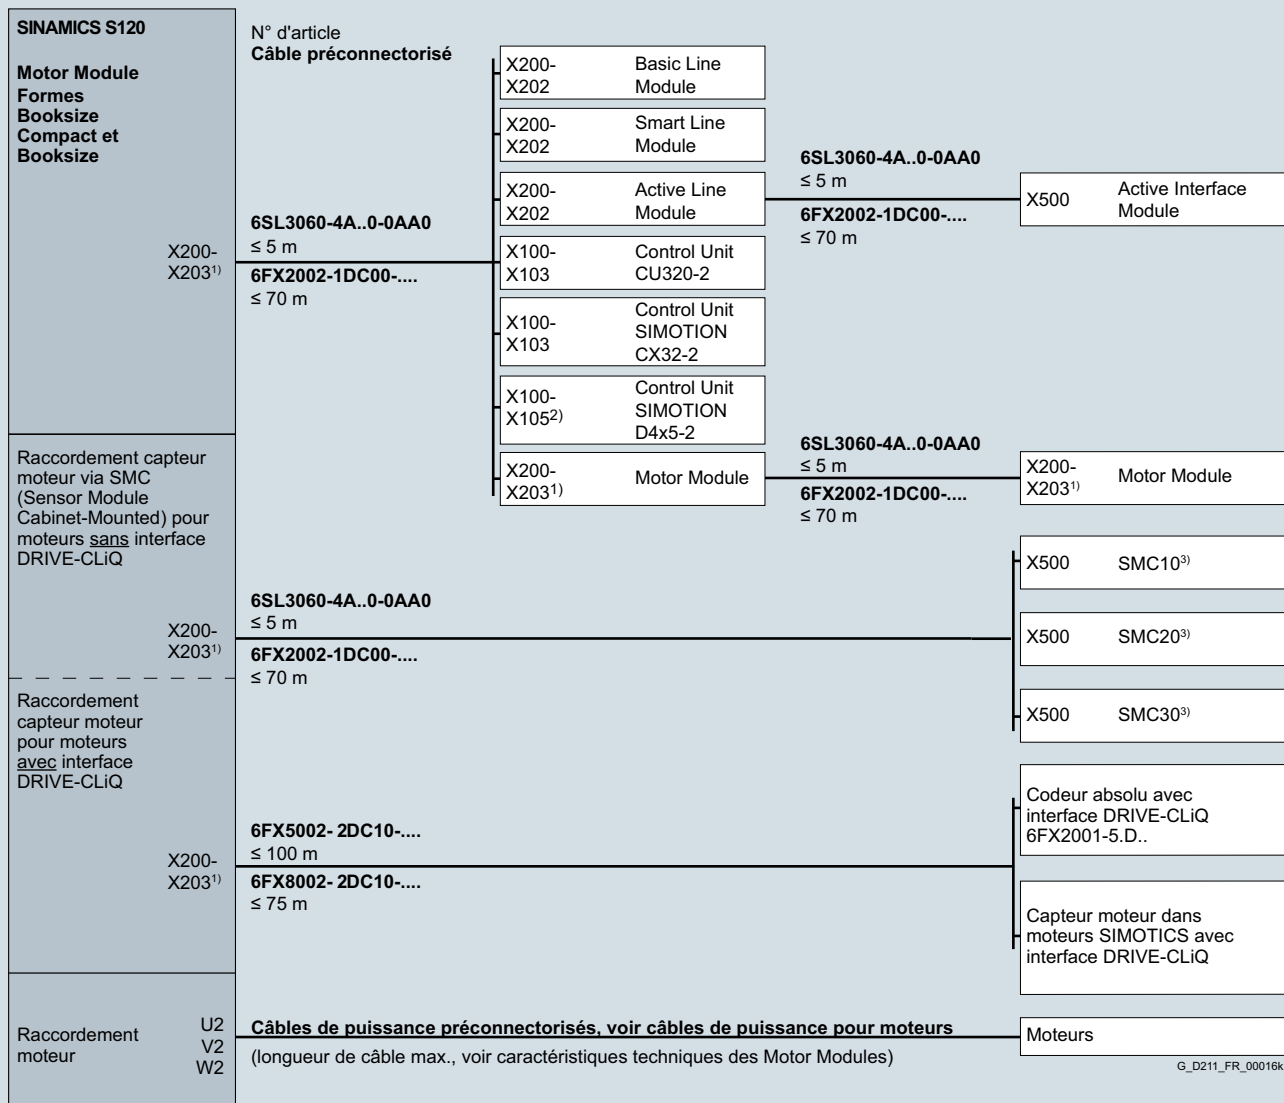 SINAMICS S120
Motor Module
Formes
Booksize
Compact et
Booksize
X200-
X203¹⁾
N° d'article
Câble préconnectorisé
6SL3060-4A..0-0AA0
≤ 5 m
6FX2002-1DC00-....
≤ 70 m
X200-
X202
Basic Line
Module
X200-
X202
Smart Line
Module
X200-
X202
Active Line
Module
6SL3060-4A..0-0AA0
≤ 5 m
6FX2002-1DC00-....
≤ 70 m
X500
Active Interface
Module
X100-
X103
Control Unit
CU320-2
X100-
X103
Control Unit
SIMOTION
CX32-2
X100-
X105²⁾
Control Unit
SIMOTION
D4x5-2
X200-
X203¹⁾
Motor Module
6SL3060-4A..0-0AA0
≤ 5 m
6FX2002-1DC00-....
≤ 70 m
X200-
X203¹⁾
Motor Module
Raccordement capteur
moteur via SMC
(Sensor Module
Cabinet-Mounted) pour
moteurs sans interface
DRIVE-CLiQ
X200-
X203¹⁾
6SL3060-4A..0-0AA0
≤ 5 m
6FX2002-1DC00-....
≤ 70 m
X500 SMC10³⁾
X500 SMC20³⁾
X500 SMC30³⁾
Raccordement
capteur moteur
pour moteurs
avec interface
DRIVE-CLiQ
X200-
X203¹⁾
6FX5002- 2DC10-....
≤ 100 m
6FX8002- 2DC10-....
≤ 75 m
Codeur absolu avec
interface DRIVE-CLiQ
6FX2001-5.D..
Capteur moteur dans
moteurs SIMOTICS avec
interface DRIVE-CLiQ
Raccordement
moteur
U2
V2
W2
Câbles de puissance préconnectorisés, voir câbles de puissance pour moteurs
(longueur de câble max., voir caractéristiques techniques des Motor Modules)
Moteurs
G_D211_FR_00016k